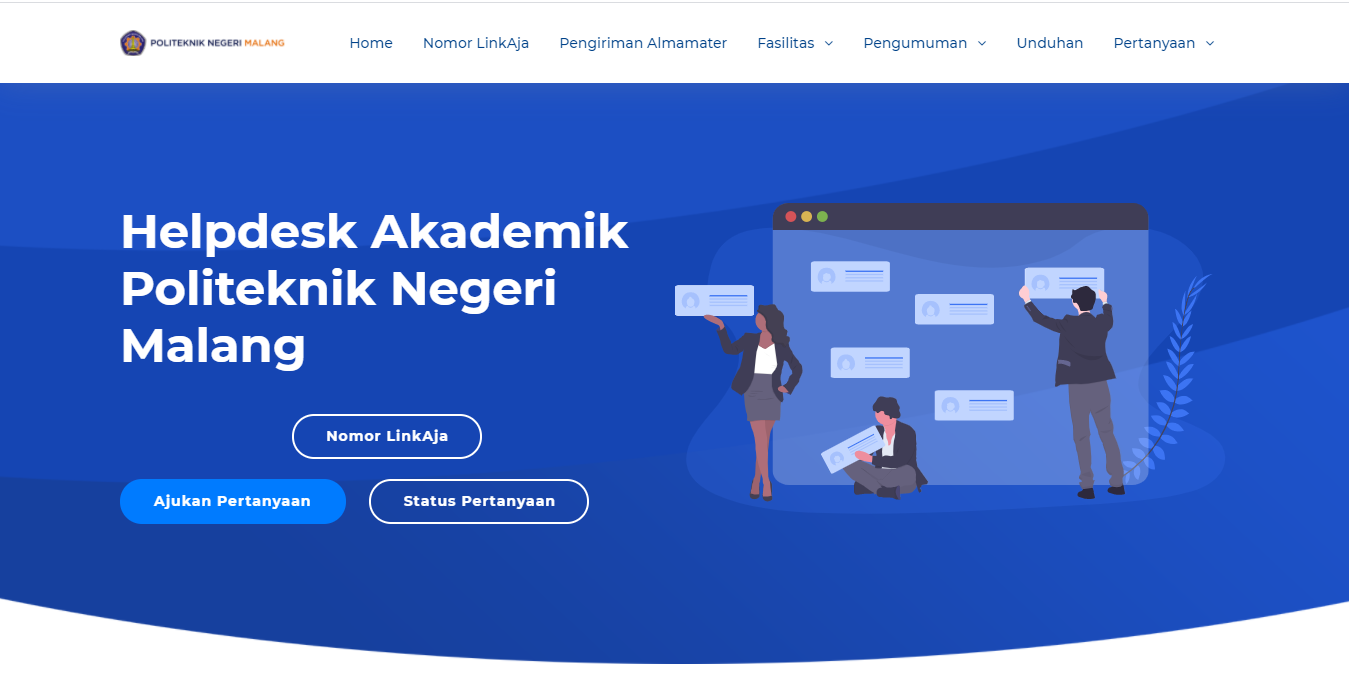 POLITEKNIK NEGERI MALANG
Home
Nomor LinkAja
Pengiriman Almamater
Fasilitas
Pengumuman
Unduhan
Pertanyaan
Helpdesk Akademik
Politeknik Negeri
Malang
Nomor LinkAja
Ajukan Pertanyaan
Status Pertanyaan